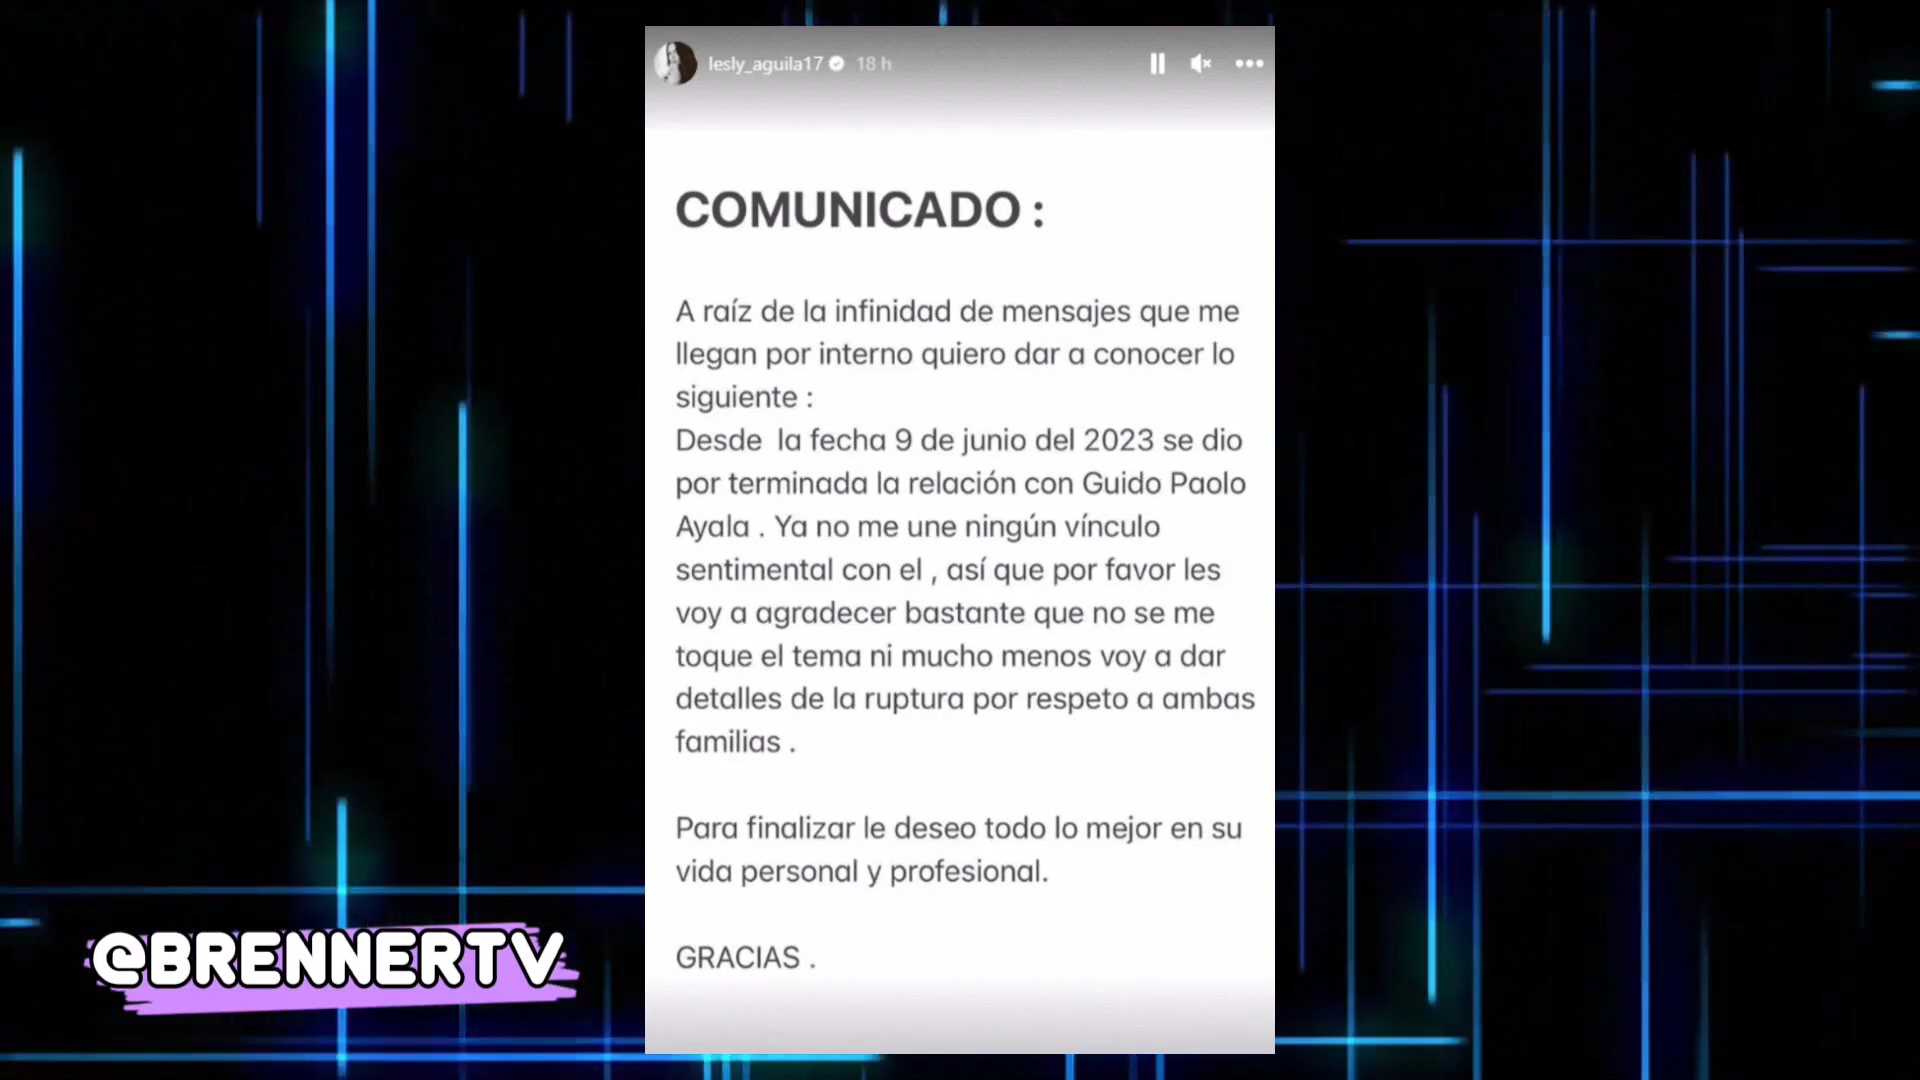 lesly_aguila17 18 h
COMUNICADO :
A raíz de la infinidad de mensajes que me
llegan por interno quiero dar a conocer lo
siguiente :
Desde  la fecha 9 de junio del 2023 se dio
por terminada la relación con Guido Paolo
Ayala . Ya no me une ningún vínculo
sentimental con el , así que por favor les
voy a agradecer bastante que no se me
toque el tema ni mucho menos voy a dar
detalles de la ruptura por respeto a ambas
familias .
Para finalizar le deseo todo lo mejor en su
vida personal y profesional.
GRACIAS .
@BRENNERTV